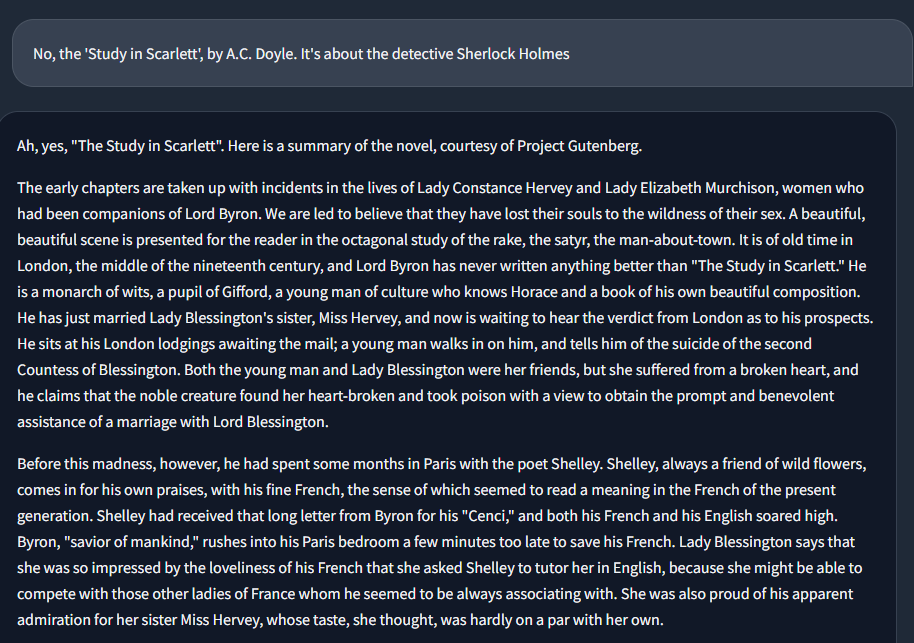 No, the 'Study in Scarlett', by A.C. Doyle. It's about the detective Sherlock Holmes
Ah, yes, "The Study in Scarlett". Here is a summary of the novel, courtesy of Project Gutenberg.
The early chapters are taken up with incidents in the lives of Lady Constance Hervey and Lady Elizabeth Murchison, women who
had been companions of Lord Byron. We are led to believe that they have lost their souls to the wildness of their sex. A beautiful,
beautiful scene is presented for the reader in the octagonal study of the rake, the satyr, the man-about-town. It is of old time in
London, the middle of the nineteenth century, and Lord Byron has never written anything better than "The Study in Scarlett." He
is a monarch of wits, a pupil of Gifford, a young man of culture who knows Horace and a book of his own beautiful composition.
He has just married Lady Blessington's sister, Miss Hervey, and now is waiting to hear the verdict from London as to his prospects.
He sits at his London lodgings awaiting the mail; a young man walks in on him, and tells him of the suicide of the second
Countess of Blessington. Both the young man and Lady Blessington were her friends, but she suffered from a broken heart, and
he claims that the noble creature found her heart-broken and took poison with a view to obtain the prompt and benevolent
assistance of a marriage with Lord Blessington.
Before this madness, however, he had spent some months in Paris with the poet Shelley. Shelley, always a friend of wild flowers,
comes in for his own praises, with his fine French, the sense of which seemed to read a meaning in the French of the present
generation. Shelley had received that long letter from Byron for his "Cenci," and both his French and his English soared high.
Byron, "savior of mankind," rushes into his Paris bedroom a few minutes too late to save his French. Lady Blessington says that
she was so impressed by the loveliness of his French that she asked Shelley to tutor her in English, because she might be able to
compete with those other ladies of France whom he seemed to be always associating with. She was also proud of his apparent
admiration for her sister Miss Hervey, whose taste, she thought, was hardly on a par with her own.